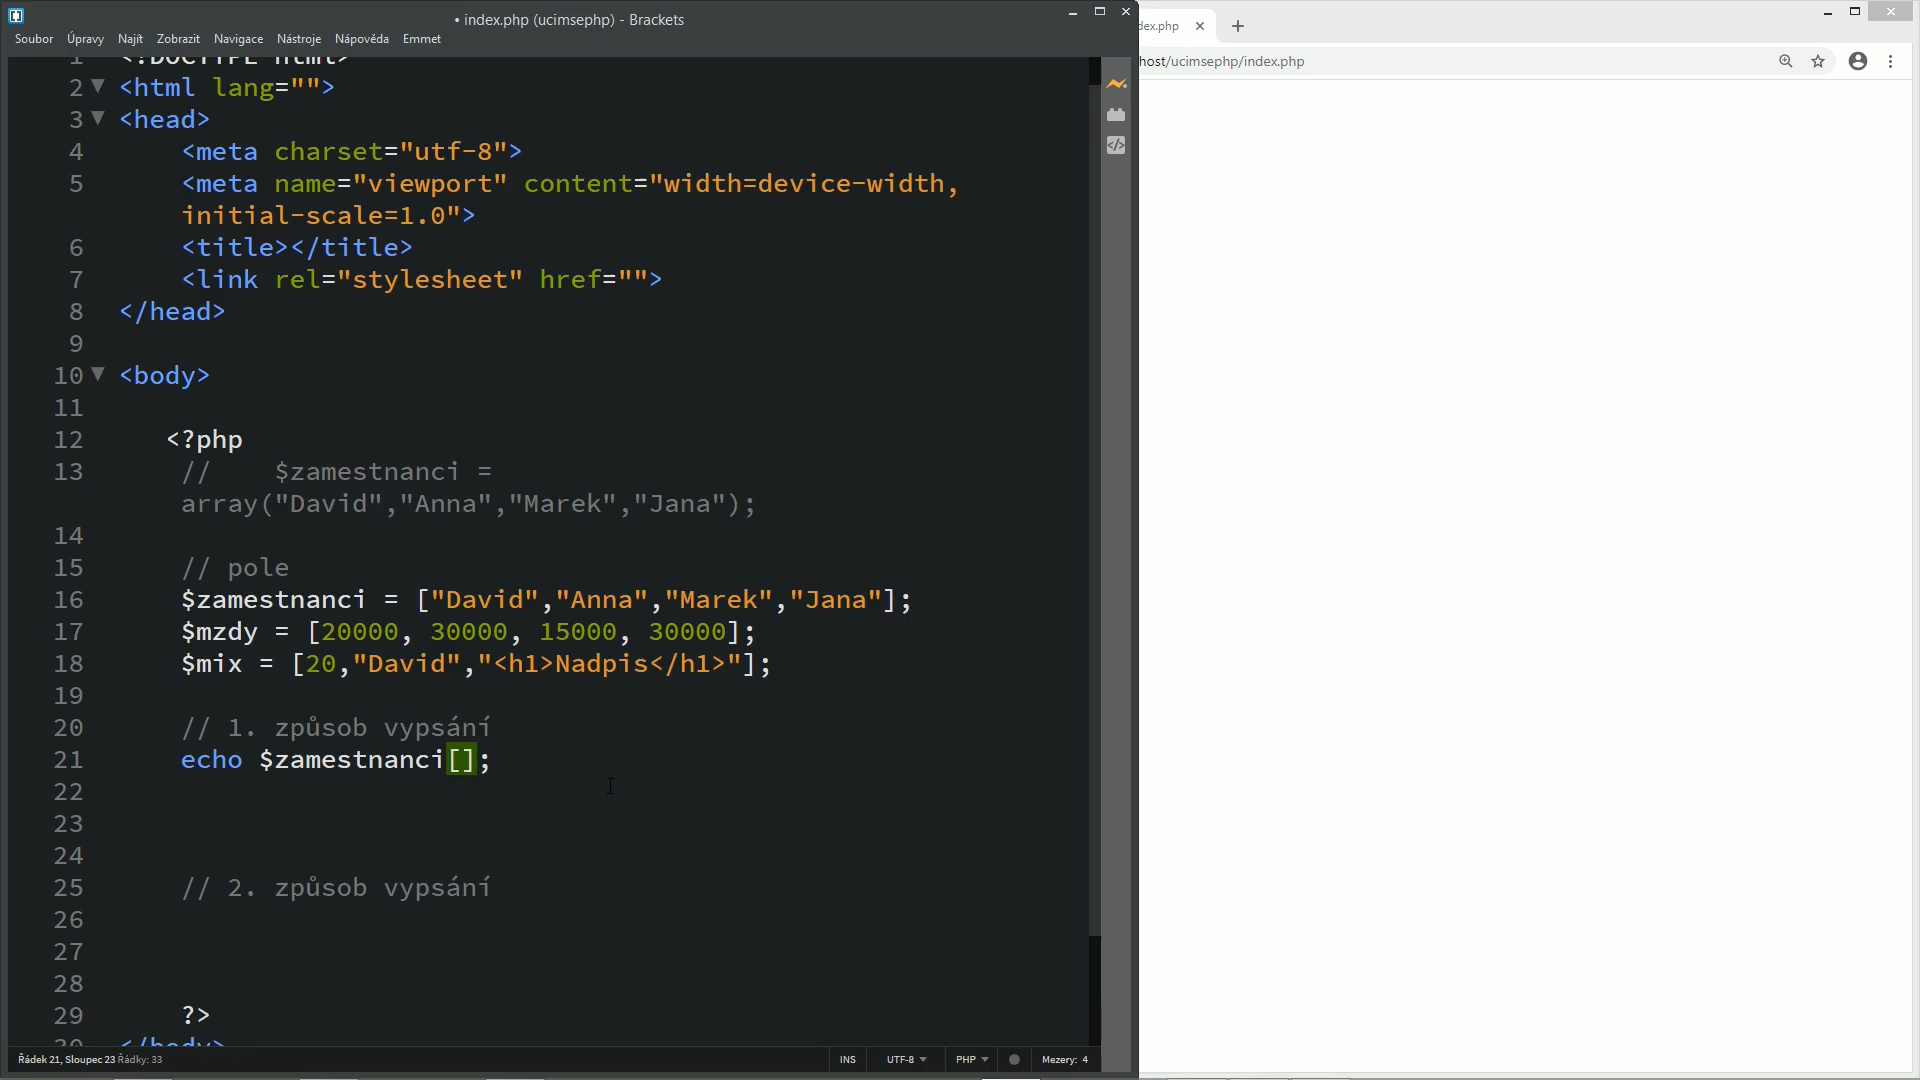 • index.php (ucimsephp) - Brackets
Soubor Úpravy Najít Zobrazit Navigace Nástroje Nápověda Emmet
dex.php
host/ucimsephp/index.php
1 <!DOCTYPE html>
2 <html lang="">
3 <head>
4 <meta charset="utf-8">
5 <meta name="viewport" content="width=device-width,
initial-scale=1.0">
6 <title></title>
7 <link rel="stylesheet" href="">
8 </head>
9
10 <body>
11
12 <?php
13 // $zamestnanci =
array("David","Anna","Marek","Jana");
14
15 // pole
16 $zamestnanci = ["David","Anna","Marek","Jana"];
17 $mzdy = [20000, 30000, 15000, 30000];
18 $mix = [20,"David","<h1>Nadpis</h1>"];
19
20 // 1. způsob vypsání
21 echo $zamestnanci[];
22
23
24
25 // 2. způsob vypsání
26
27
28
29 ?>
30 </body>
Řádek 21, Sloupec 23 Řádky: 33 INS UTF-8 PHP Mezery: 4